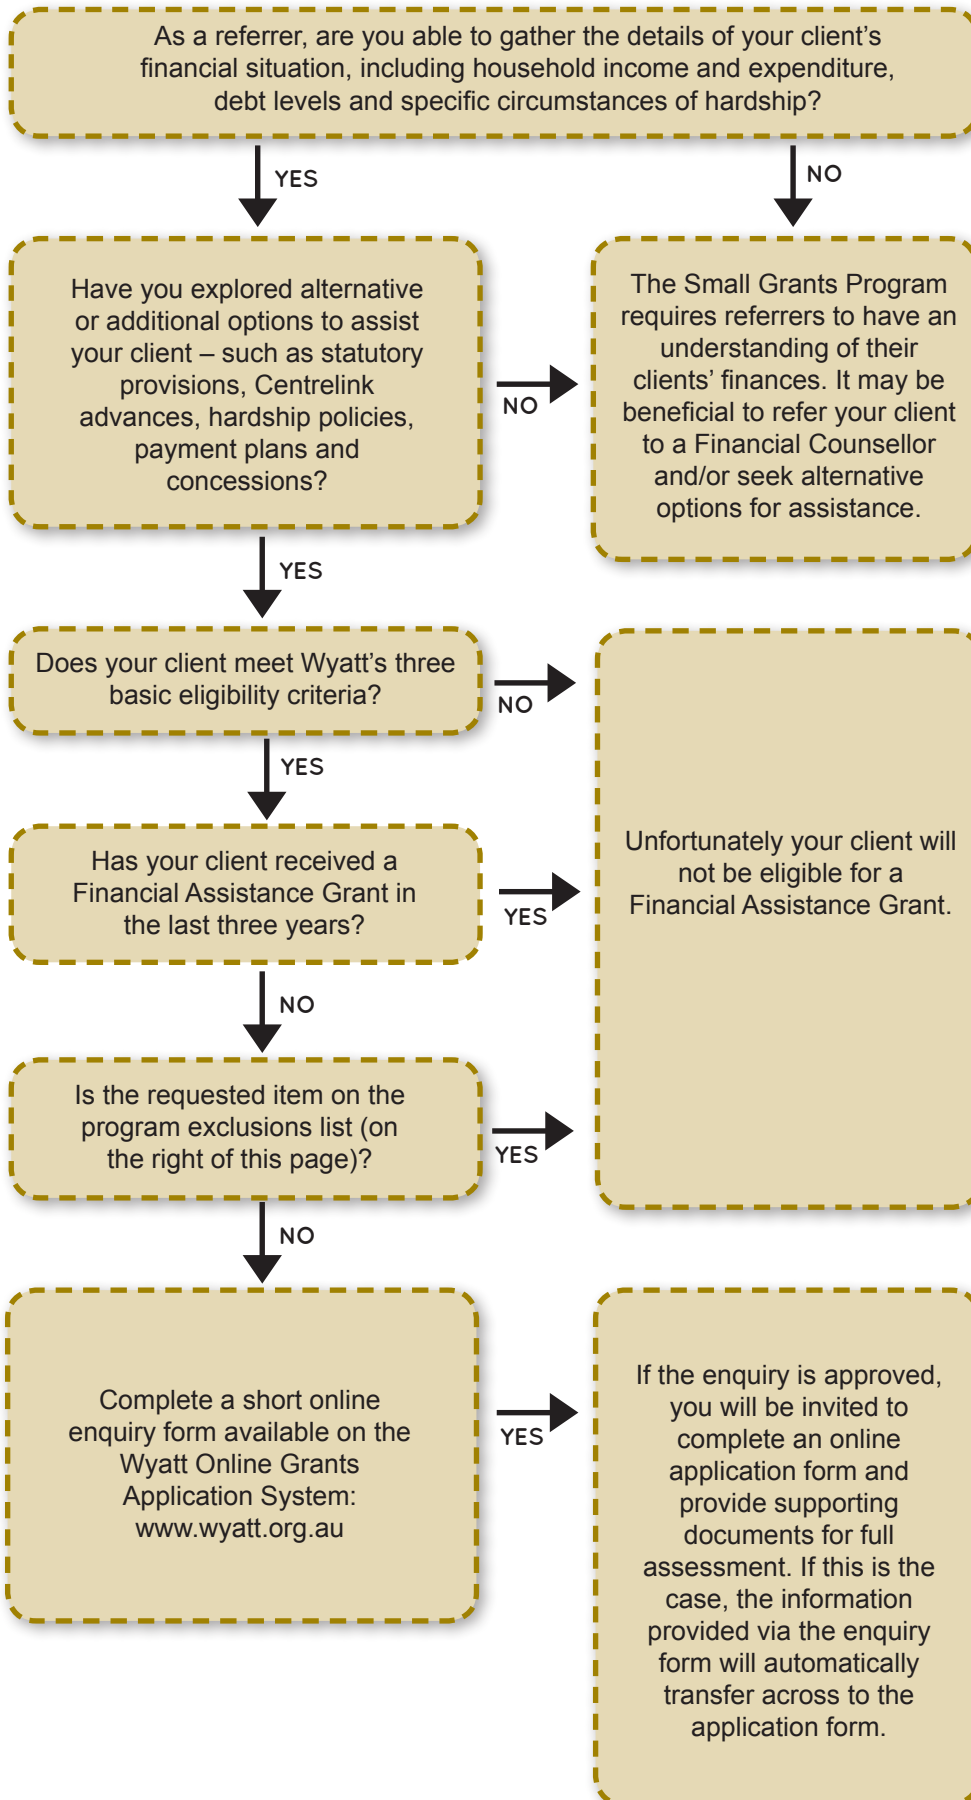 As a referrer, are you able to gather the details of your client’s
financial situation, including household income and expenditure,
debt levels and specific circumstances of hardship?
YES
NO
Have you explored alternative
or additional options to assist
your client – such as statutory
provisions, Centrelink
advances, hardship policies,
payment plans and
concessions?
NO
The Small Grants Program
requires referrers to have an
understanding of their
clients’ finances. It may be
beneficial to refer your client
to a Financial Counsellor
and/or seek alternative
options for assistance.
YES
Does your client meet Wyatt’s three
basic eligibility criteria?
NO
YES
Has your client received a
Financial Assistance Grant in
the last three years?
YES
Unfortunately your client will
not be eligible for a
Financial Assistance Grant.
NO
Is the requested item on the
program exclusions list (on
the right of this page)?
YES
NO
Complete a short online
enquiry form available on the
Wyatt Online Grants
Application System:
www.wyatt.org.au
YES
If the enquiry is approved,
you will be invited to
complete an online
application form and
provide supporting
documents for full
assessment. If this is the
case, the information
provided via the enquiry
form will automatically
transfer across to the
application form.